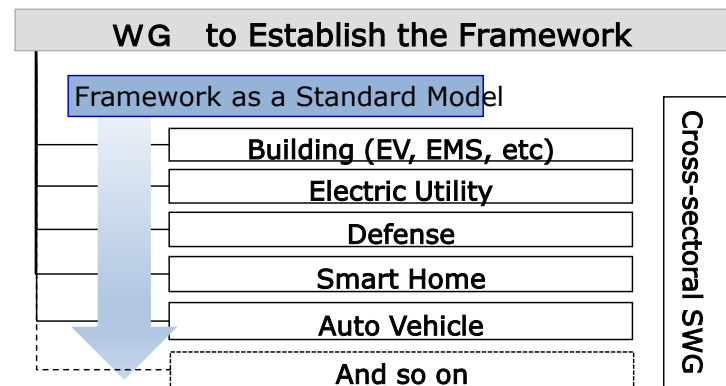 ＷＧ to Establish the Framework
Framework as a Standard Model
Building (EV, EMS, etc)
Electric Utility
Defense
Smart Home
Auto Vehicle
And so on
Cross-sectoral SWG